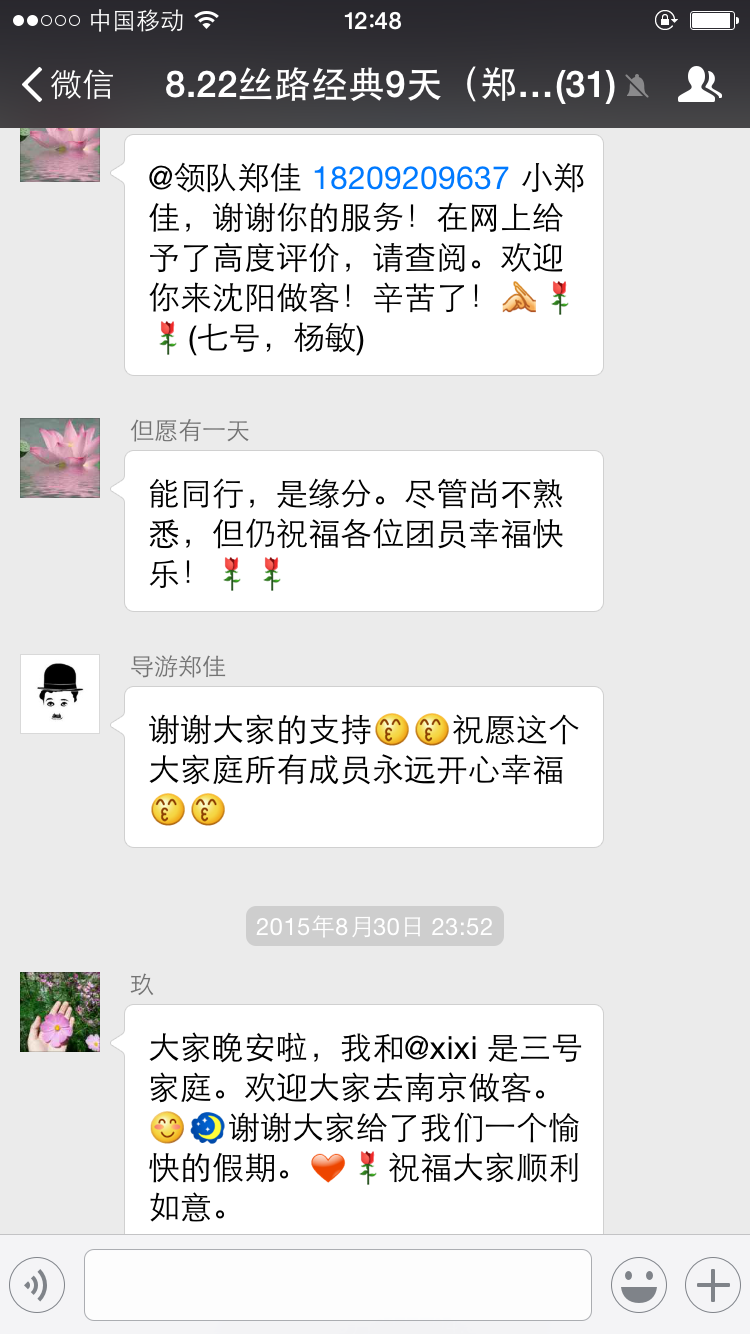 中国移动 12:48
微信 8.22丝路经典9天（郑...(31)
@领队郑佳 18209209637 小郑
佳，谢谢你的服务！在网上给
予了高度评价，请查阅。欢迎
你来沈阳做客！辛苦了！
(七号，杨敏)
但愿有一天
能同行，是缘分。尽管尚不熟
悉，但仍祝福各位团员幸福快
乐！
导游郑佳
谢谢大家的支持😙😙祝愿这个
大家庭所有成员永远开心幸福
😙😙
2015年8月30日 23:52
玖
大家晚安啦，我和@xixi 是三号
家庭。欢迎大家去南京做客。
😊🌙谢谢大家给了我们一个愉
快的假期。❤️🌹祝福大家顺利
如意。